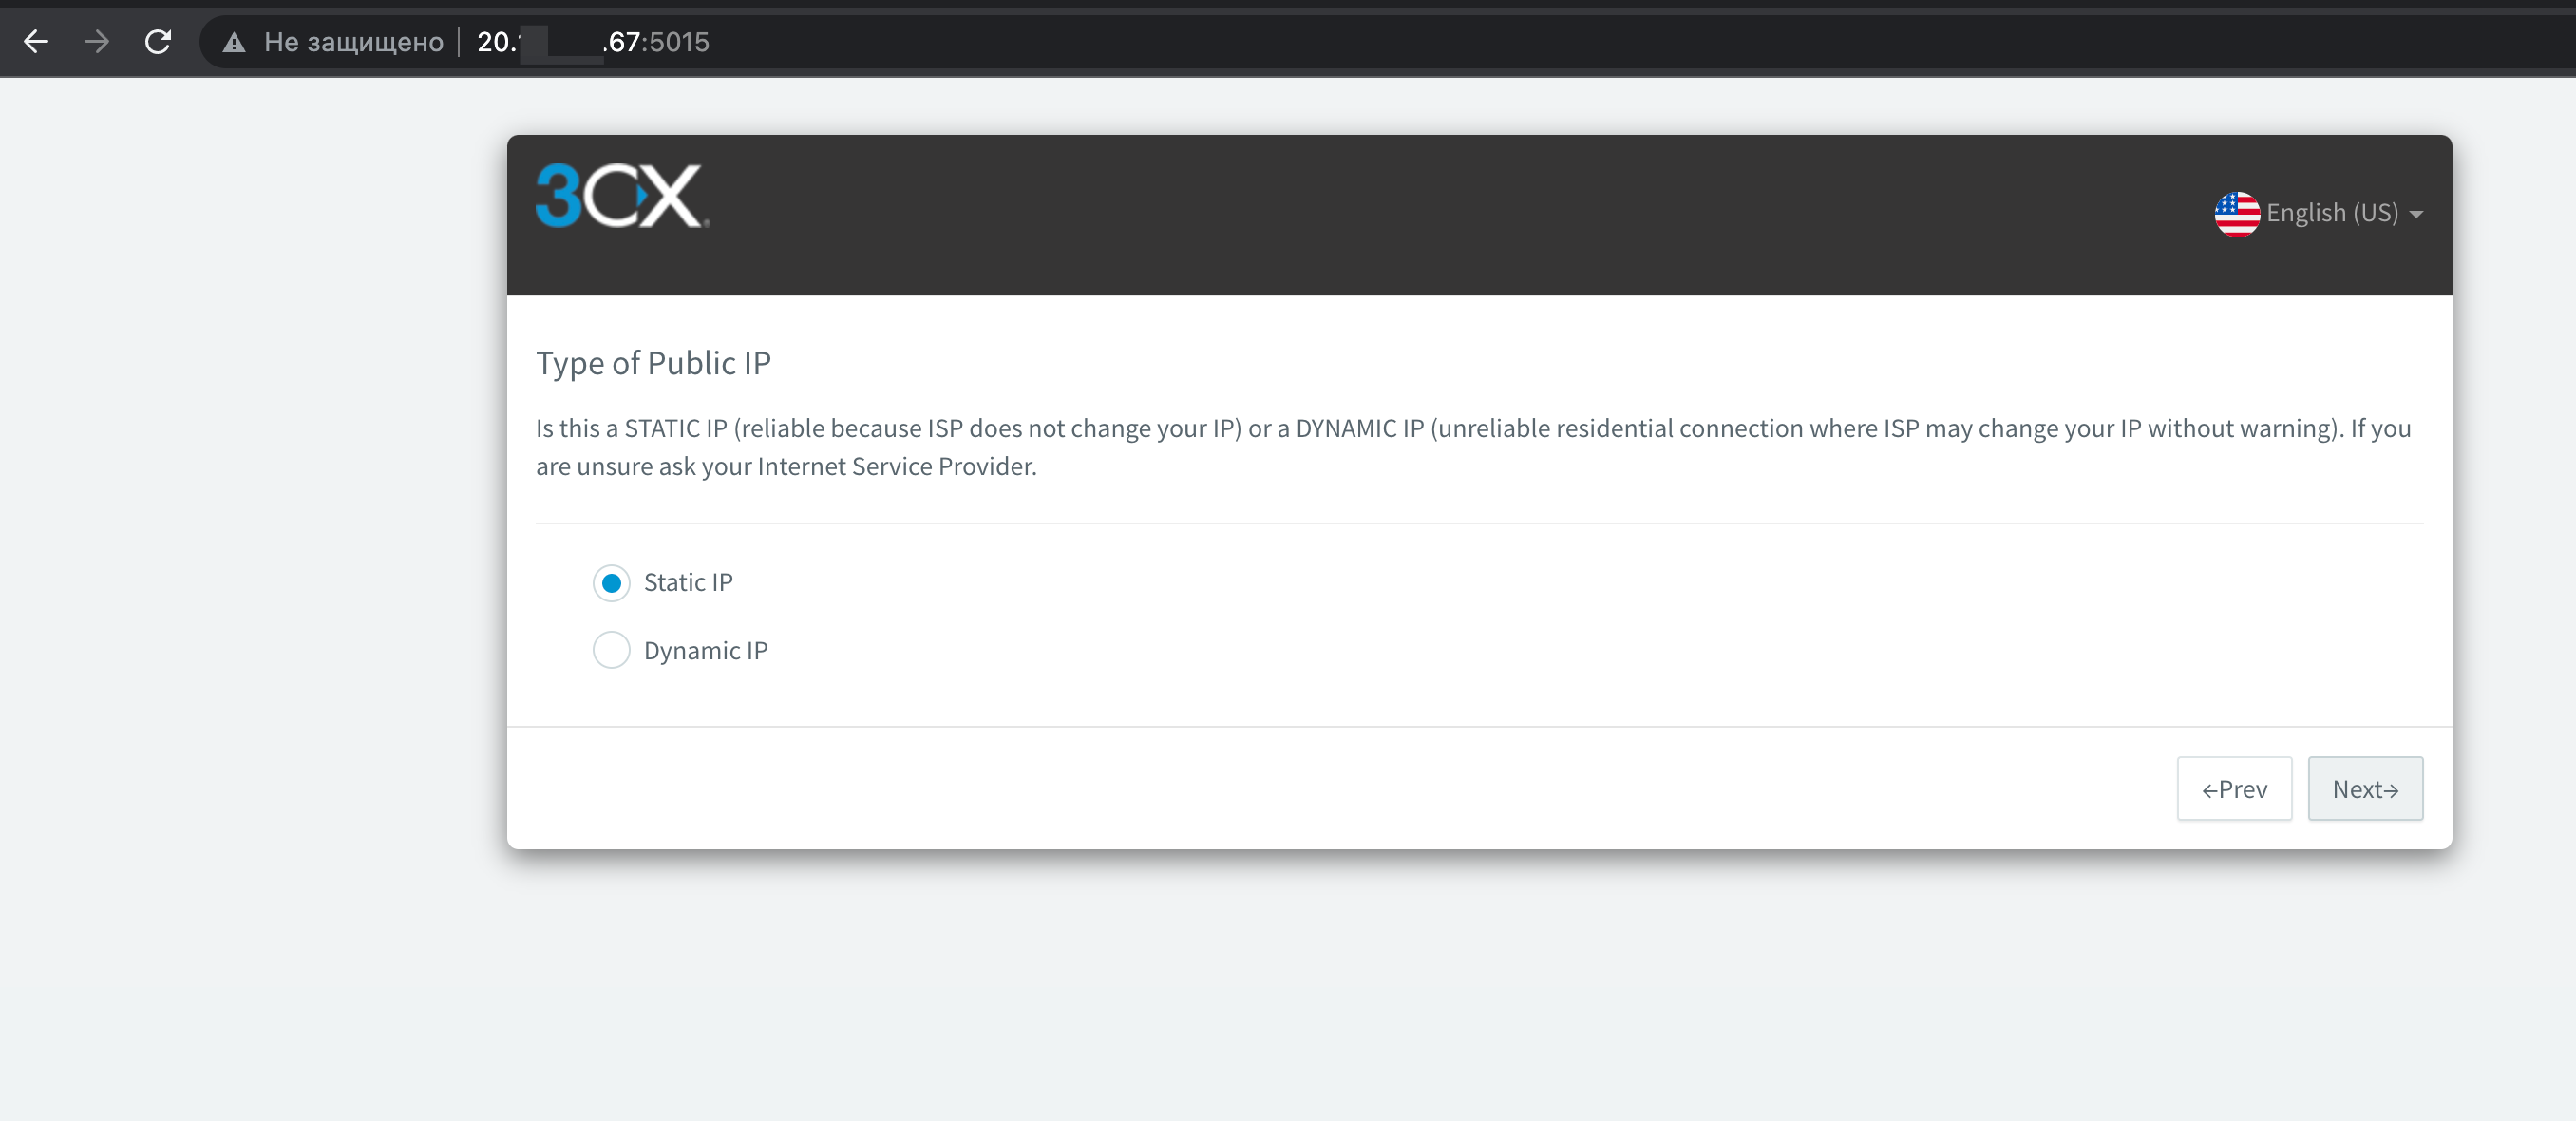 Не защищено 20. .67:5015
3CX
English (US)
Type of Public IP
Is this a STATIC IP (reliable because ISP does not change your IP) or a DYNAMIC IP (unreliable residential connection where ISP may change your IP without warning). If you
are unsure ask your Internet Service Provider.
Static IP
Dynamic IP
←Prev Next→